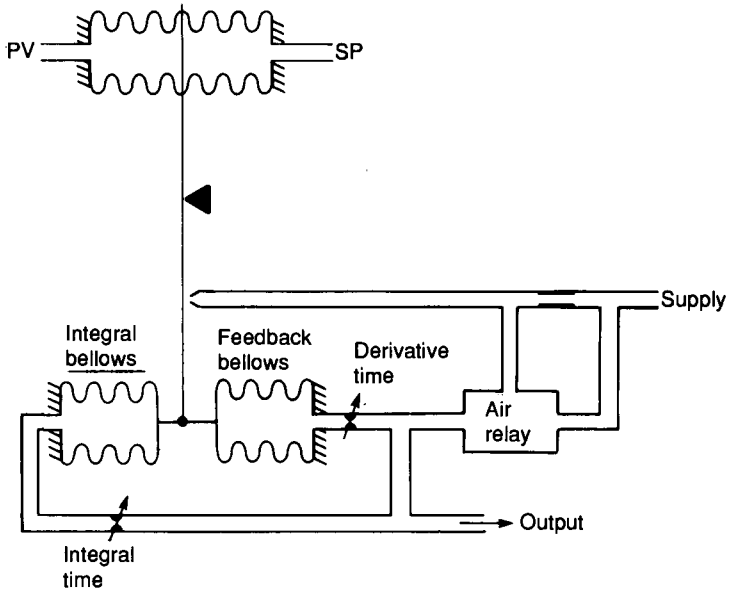 PV
SP
Supply
Integral
bellows
Feedback
bellows
Derivative
time
Air
relay
Output
Integral
time